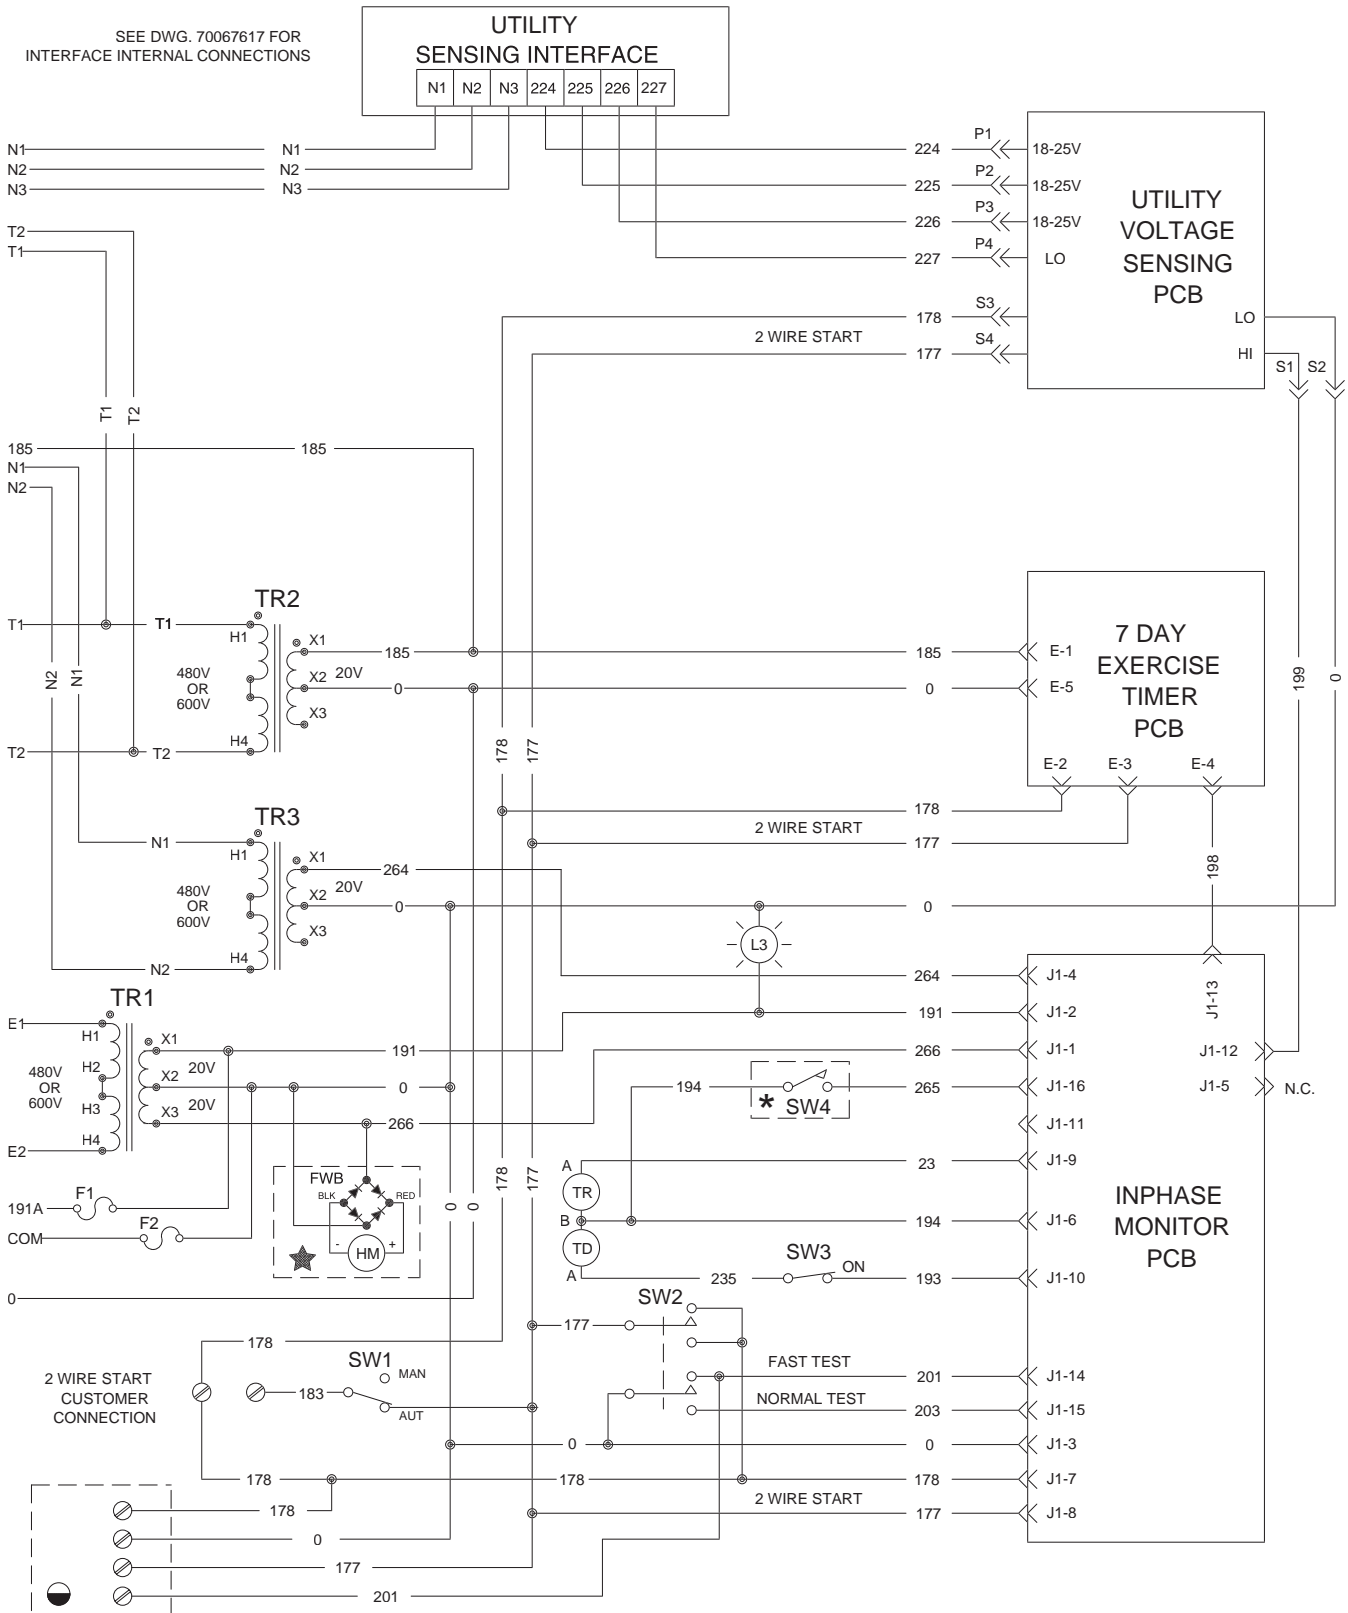 SEE DWG. 70067617 FOR
INTERFACE INTERNAL CONNECTIONS
UTILITY
SENSING INTERFACE
N1 N2 N3 224 225 226 227
N1 N1
N2 N2
N3 N3
224 P1 18-25V
225 P2 18-25V
226 P3 18-25V
227 P4 LO
UTILITY
VOLTAGE
SENSING
PCB
T2
T1
178 S3
2 WIRE START
177 S4
LO
HI
S1 S2
T1 T2
185 185
N1
N2
TR2
T1 T1 H1
480V
OR
600V
H4
T2 T2
X1 185
X2 20V
0
X3
N2 N1
178 177
185 E-1
0 E-5
7 DAY
EXERCISE
TIMER
PCB
E-2 E-3 E-4
199 0
178
2 WIRE START
177
198
TR3
N1 H1
480V
OR
600V
H4
N2
X1 264
X2 20V
0
X3
0
L3
TR1
E1 H1
H2
480V
OR
600V
H3
H4
E2
X1 191
20V
X2 0
20V
X3 266
264 J1-4
191 J1-2
266 J1-1
194 * SW4 265 J1-16
J1-11
23 J1-9
194 J1-6
193 J1-10
J1-13
J1-12
J1-5 N.C.
INPHASE
MONITOR
PCB
191A F1
COM F2
0
FWB
BLK RED
- HM +
178 177
0 0
A
TR
B
TD
A 235 SW3 ON
SW2
177
178
2 WIRE START
CUSTOMER
CONNECTION
183 SW1 MAN
AUT
FAST TEST
201 J1-14
NORMAL TEST
203 J1-15
0 0 J1-3
178 178 178 J1-7
2 WIRE START
177 J1-8
178
0
177
201